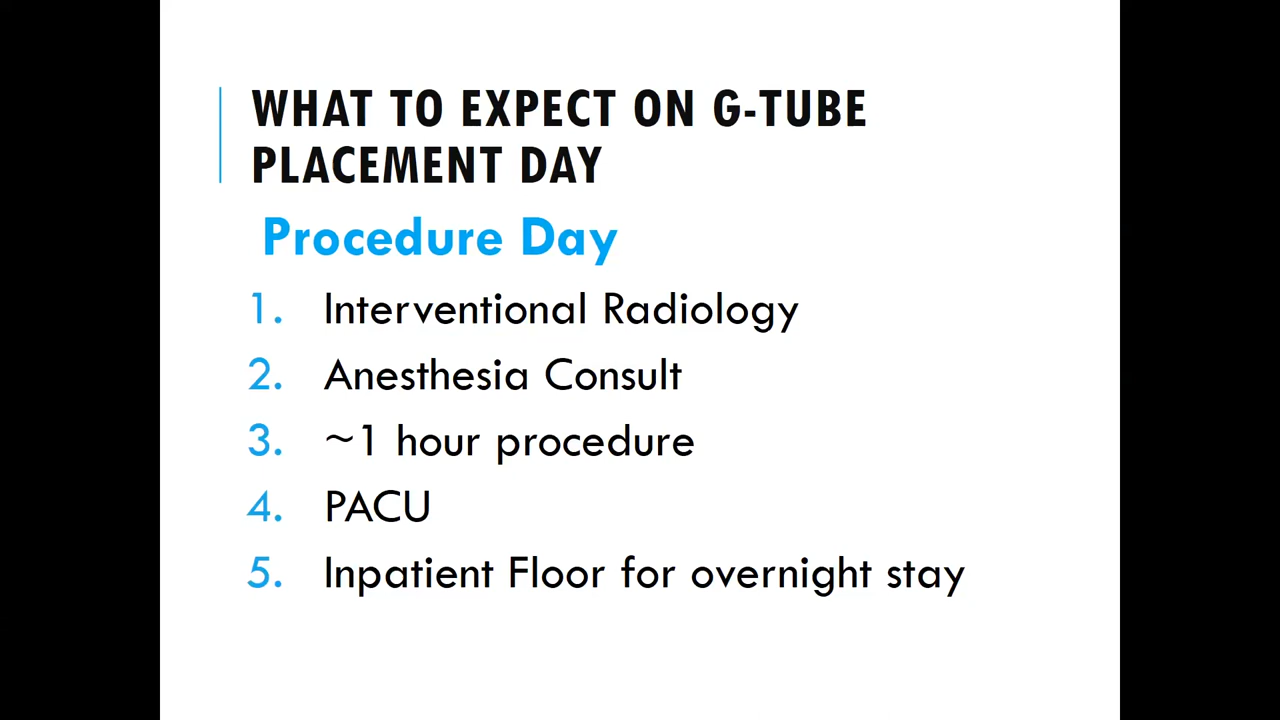 WHAT TO EXPECT ON G-TUBE
PLACEMENT DAY
Procedure Day
1. Interventional Radiology
2. Anesthesia Consult
3. ~1 hour procedure
4. PACU
5. Inpatient Floor for overnight stay